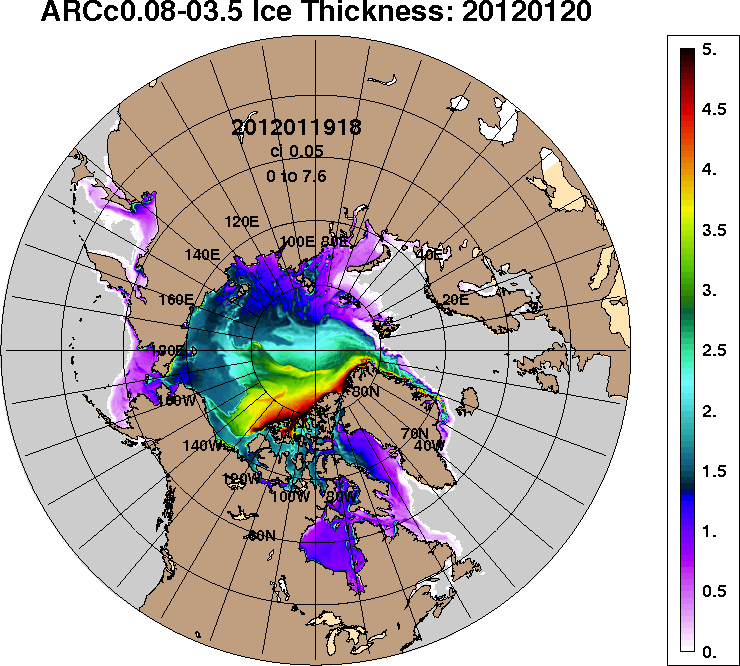 ARCc0.08-03.5 Ice Thickness: 20120120
2012011918
ci 0.05
0 to 7.6
120E
100E 80E
140E
40E
160E
20E
180E
160W
80N
140W
70N
40W
120W
100W
80W
60N
5.
4.5
4.
3.5
3.
2.5
2.
1.5
1.
0.5
0.